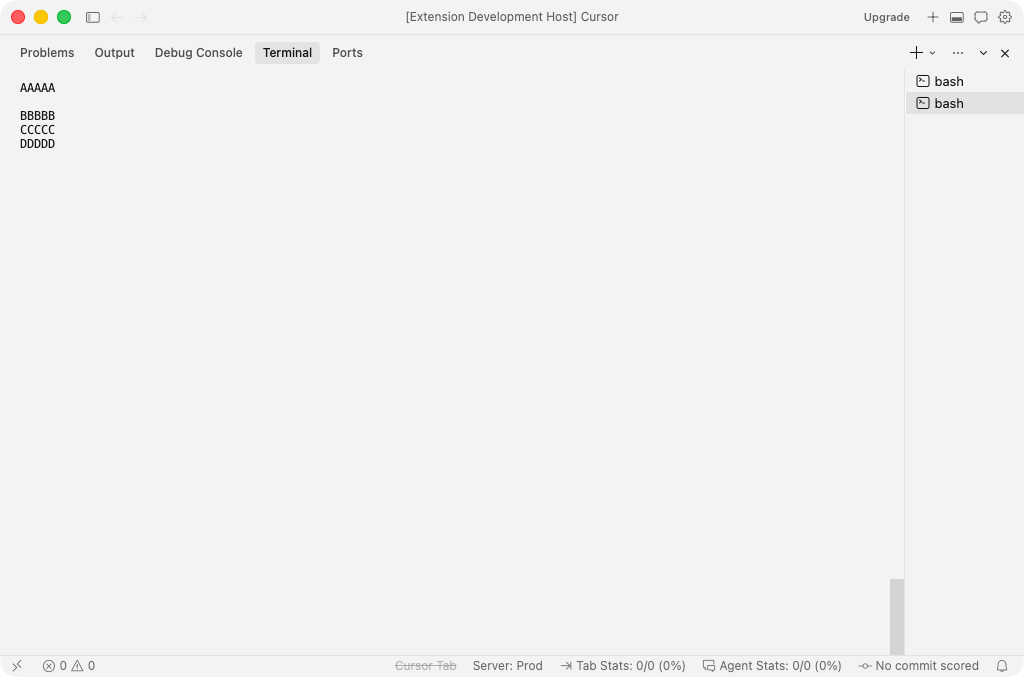 [Extension Development Host] Cursor
Upgrade
Problems Output Debug Console Terminal Ports
AAAAA

BBBBB
CCCCC
DDDDD
bash
bash
0 0 Cursor Tab Server: Prod Tab Stats: 0/0 (0%) Agent Stats: 0/0 (0%) No commit scored